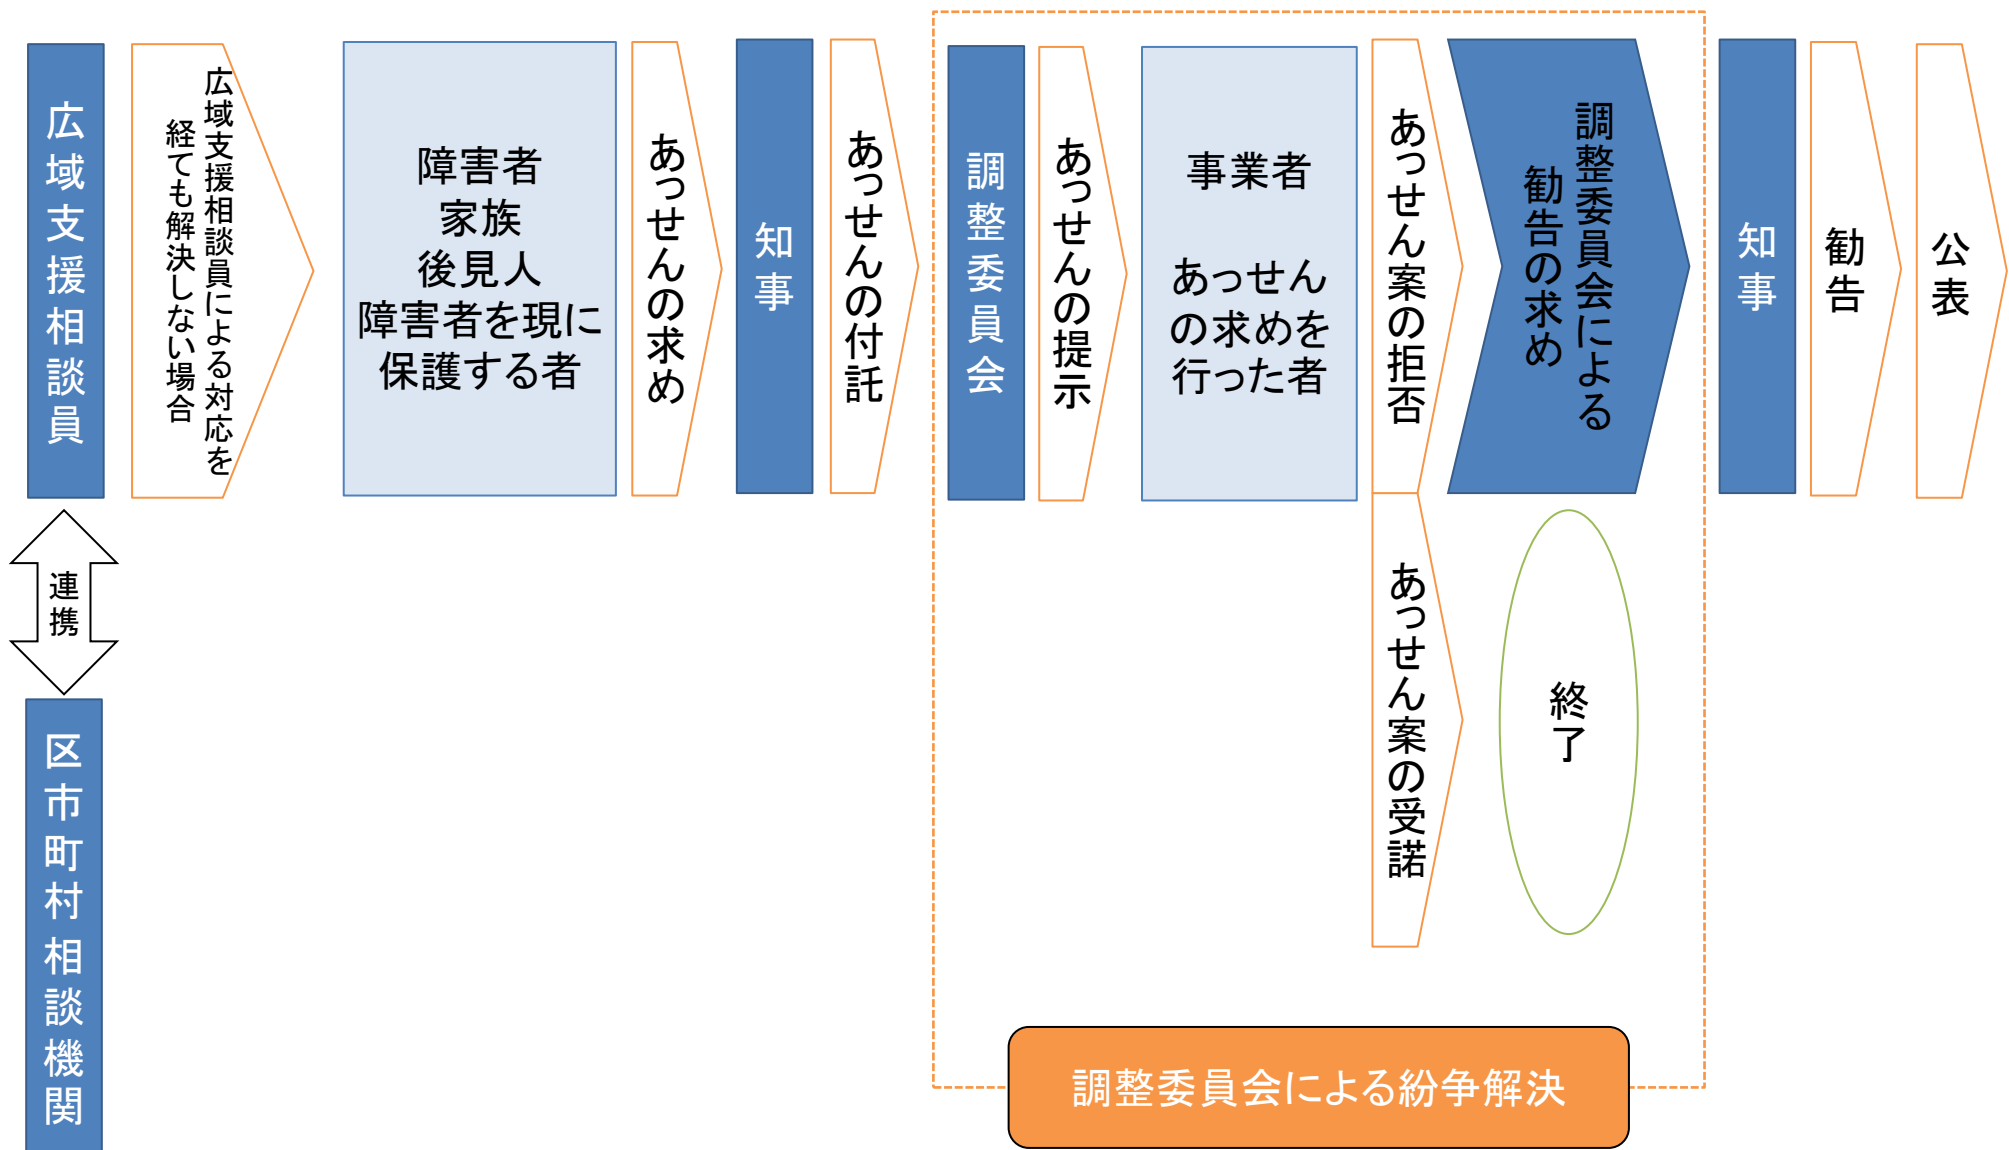 広域支援相談員
広域支援相談員による対応を
経ても解決しない場合
障害者
家族
後見人
障害者を現に
保護する者
あっせんの求め
知事
あっせんの付託
調整委員会
あっせんの提示
事業者
あっせん
の求めを
行った者
あっせん案の拒否
調整委員会による
勧告の求め
知事
勧告
公表
連携
区市町村相談機関
あっせん案の受諾
終了
調整委員会による紛争解決